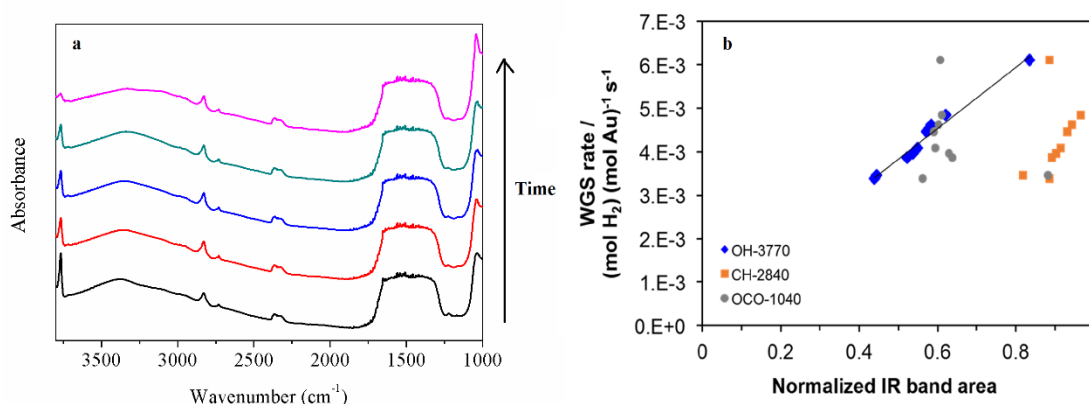 a
Absorbance
Time
3500 3000 2500 2000 1500 1000
Wavenumber (cm⁻¹)
b
WGS rate /
(mol H₂) (mol Au)⁻¹ s⁻¹
7.E-3
6.E-3
5.E-3
4.E-3
3.E-3
2.E-3
1.E-3
0.E+0
OH-3770
CH-2840
OCO-1040
0 0.2 0.4 0.6 0.8
Normalized IR band area